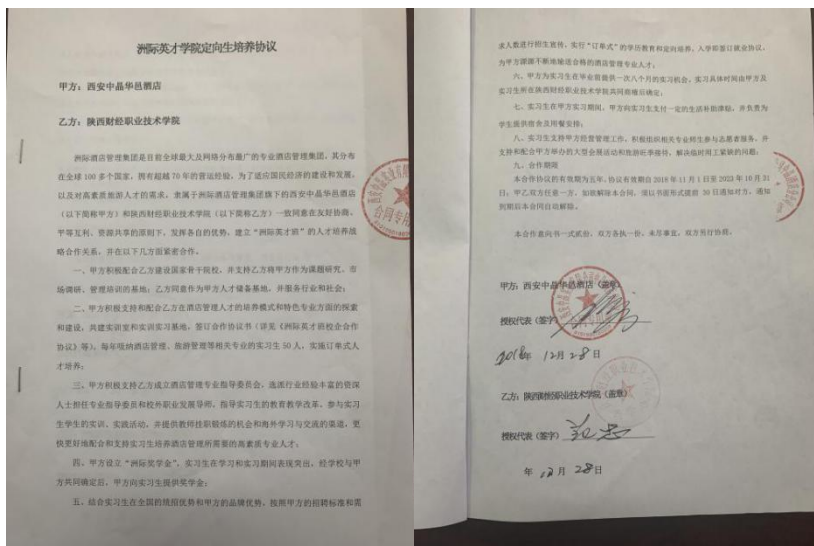 洲际英才学院定向生培养协议
甲方：西安中晶华邑酒店
乙方：陕西财经职业技术学院
洲际酒店管理集团是目前全球最大及网络分布最广的专业酒店管理集团，其分布
在全球 100 多个国家，拥有超越 70 年的营运经验，为了适应国民经济的建设和发展，
以及对高素质旅游人才的需求，隶属于洲际酒店管理集团旗下的西安中晶华邑酒店
（以下简称甲方）和陕西财经职业技术学院（以下简称乙方）一致同意在友好协商，
平等互利、资源共享的原则下，发挥各自的优势，建立“洲际英才班”的人才培养战
略合作关系，并在以下几方面紧密合作。
一、甲方积极配合乙方建设国家骨干院校，并支持乙方将甲方作为课题研究、市
场调研、管理培训的基地；乙方同意作为甲方人才储备基地，并服务行业和社会；
二、甲方积极支持和配合乙方在酒店管理人才的培养模式和特色专业方面的探索
和建设，共建实训室和实训实习基地，签订合作协议书（详见《洲际英才班校企合作
协议》等），每年吸纳酒店管理、旅游管理等相关专业的实习生 50 人，实施订单式人
才培养；
三、甲方积极支持乙方成立酒店管理专业指导委员会，选派行业经验丰富的资深
人士担任专业指导委员和校外职业发展导师，指导实习生的教育教学改革，参与实习
生学生的实训、实践活动，并提供教师挂职锻炼的机会和海外学习与交流的渠道，更
快更好地配合和支持实习生培养酒店管理所需要的高素质专业人才；
四、甲方设立“洲际奖学金”，实习生在学习和实习期间表现突出，经学校与甲
方共同确定后，甲方向实习生提供奖学金；
五、结合实习生在全国的统招优势和甲方的品牌优势，按照甲方的招聘标准和需
合同专用
求人数进行招生宣传，实行“订单式”的学历教育和定向培养，入学即签订就业协议，
为甲方源源不断地输送合格的酒店管理专业人才；
六、甲方为实习生在毕业前提供一次八个月的实习机会，实习具体时间由甲方及
实习生所在陕西财经职业技术学院共同商榷后确定；
七、实习生在甲方实习期间，甲方向实习生支付一定的生活补助津贴，并负责为
学生提供宿舍及用餐安排；
八、实习生支持甲方经营管理工作，积极组织相关专业师生参与志愿者服务，并
支持和配合甲方举办的大型会展活动和旅游旺季接待，解决临时用工紧缺的问题；
九、合作期限
本合作协议的有效期为五年，协议有效期自 2018 年 11 月 1 日至 2023 年 10 月 31
日；甲乙双方任意一方，如欲解除本合同，须以书面形式提前 30 日通知对方，通知
到期后本合同自动解除。
本合作意向书一式贰份，双方各执一份，未尽事宜，双方另行协商。
甲方：西安中晶华邑酒店（盖章）
授权代表（签字）
2018年 12月 28日
乙方：陕西财经职业技术学院（盖章）
授权代表（签字）
年 12 月 28 日